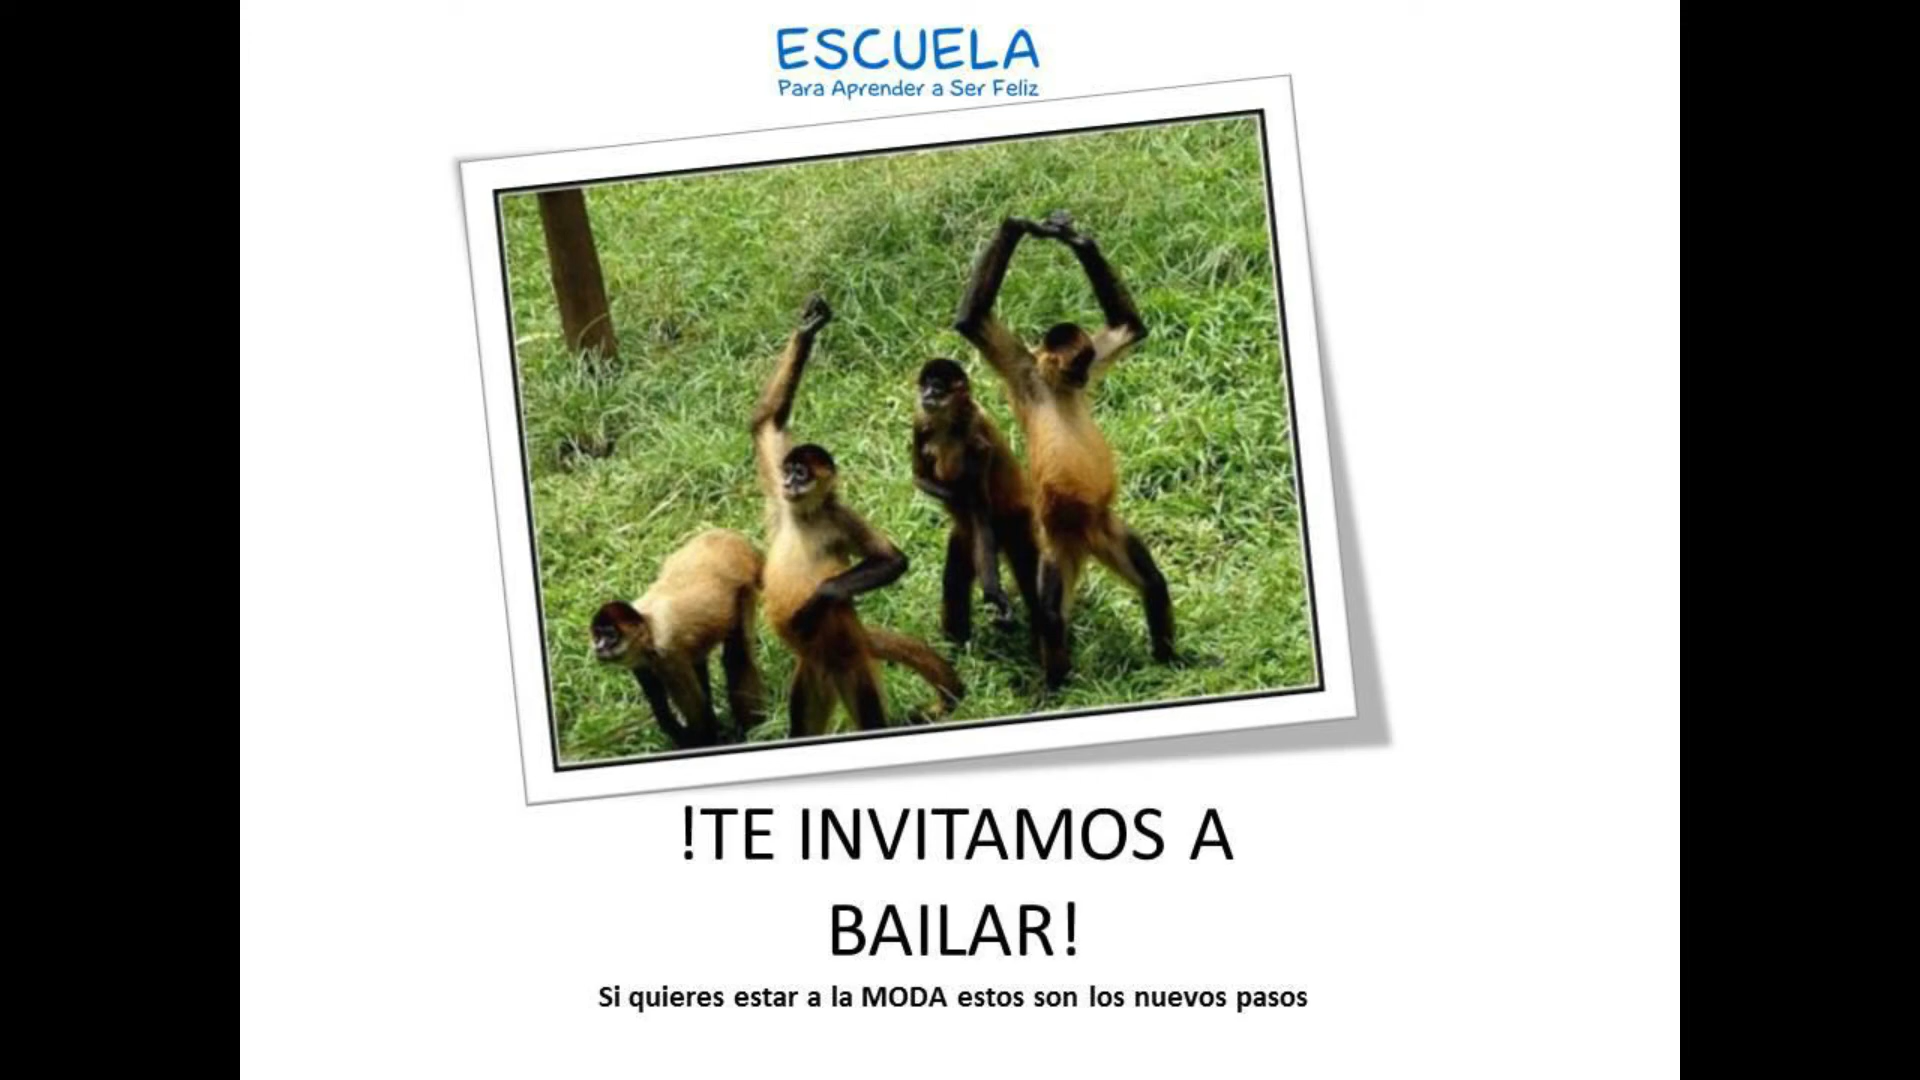 ESCUELA
Para Aprender a Ser Feliz
!TE INVITAMOS A
BAILAR!
Si quieres estar a la MODA estos son los nuevos pasos